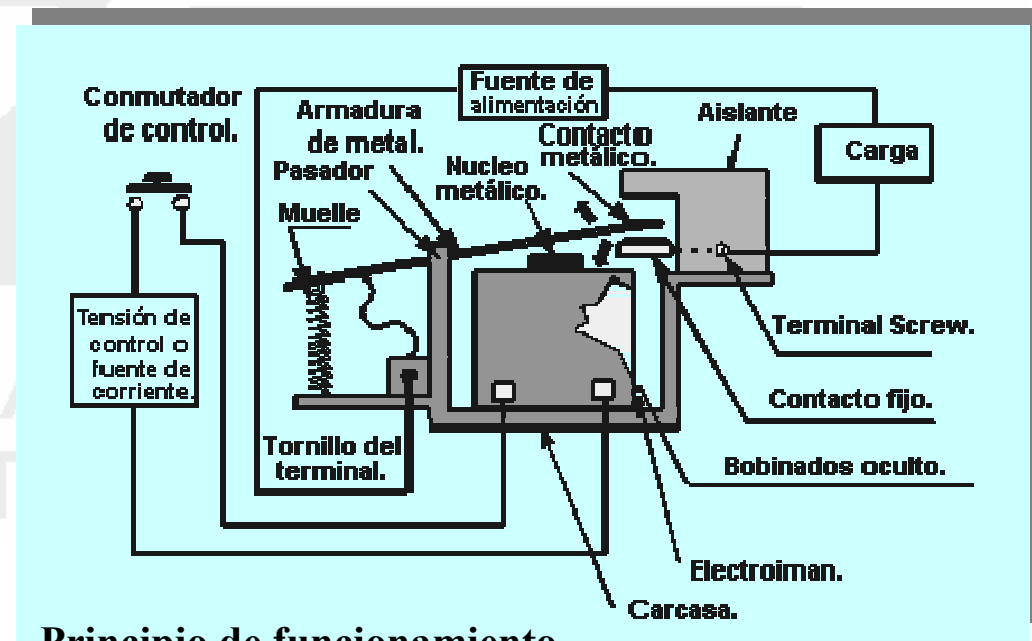 Fuente de
alimentación
Conmutador
de control.
Armadura
de metal.
Contacto
metálico.
Aislante
Carga
Pasador
Nucleo
metálico.
Muelle
Tensión de
control o
fuente de
corriente.
Terminal Screw.
Contacto fijo.
Tornillo del
terminal.
Bobinados oculto.
Electroiman.
Carcasa.
Principio de funcionamiento